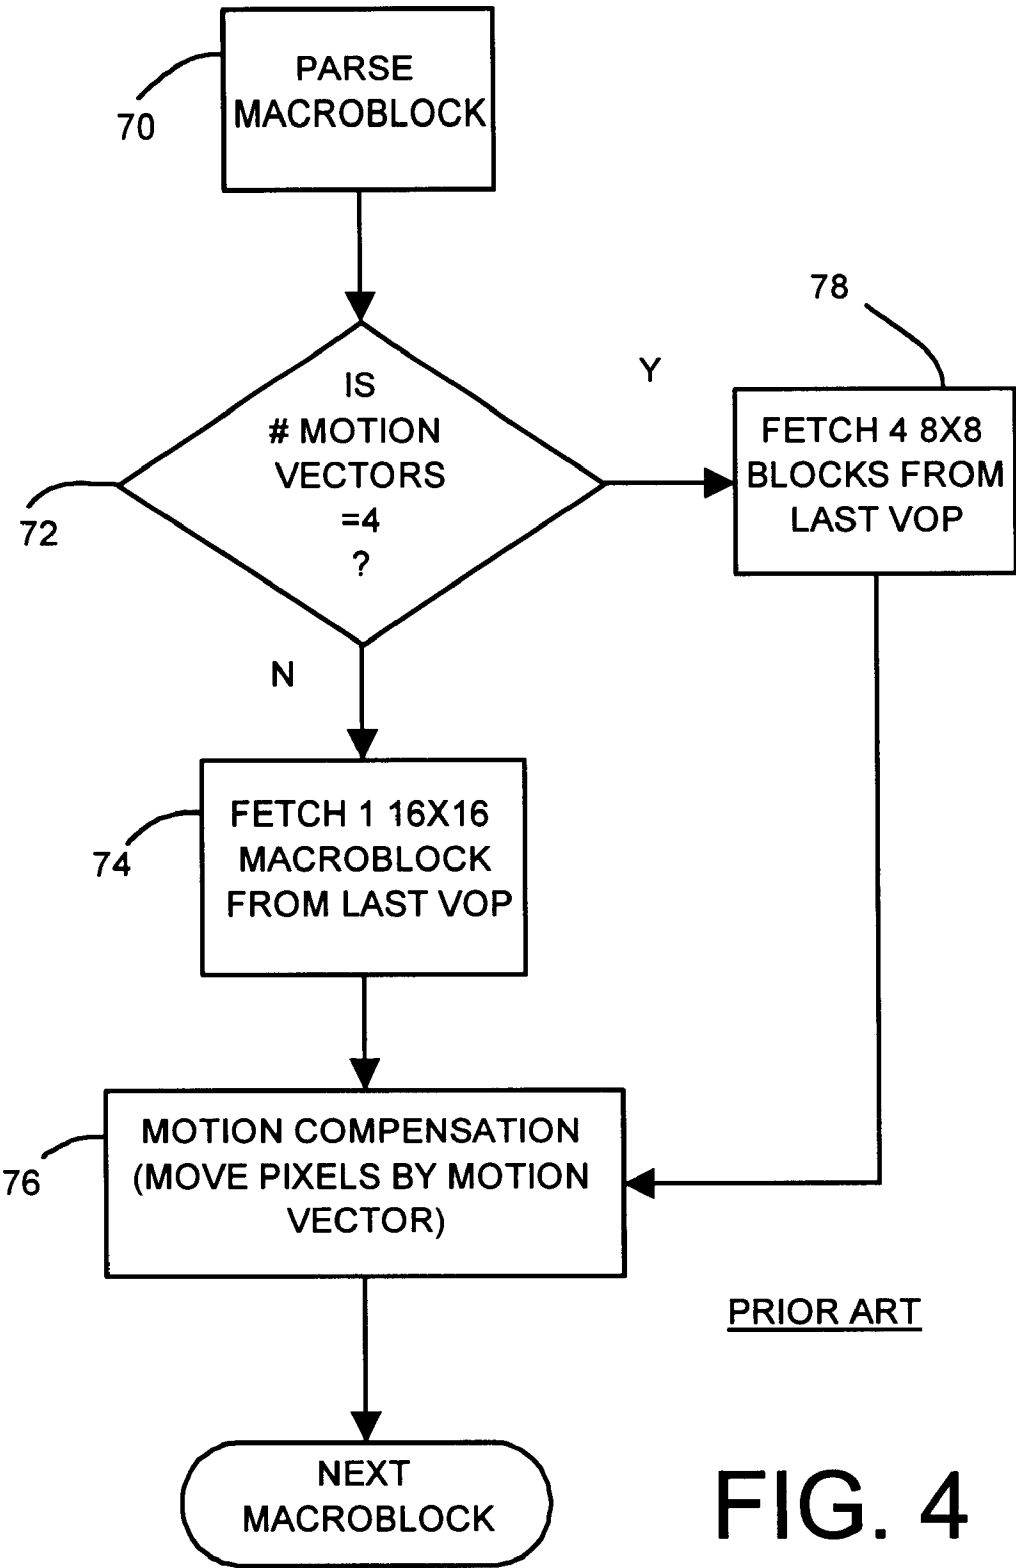 PARSE
MACROBLOCK
70
78
IS
# MOTION
VECTORS
=4
?
Y
72
FETCH 4 8X8
BLOCKS FROM
LAST VOP
N
FETCH 1 16X16
MACROBLOCK
FROM LAST VOP
74
MOTION COMPENSATION
(MOVE PIXELS BY MOTION
VECTOR)
76
PRIOR ART
NEXT
MACROBLOCK
FIG. 4